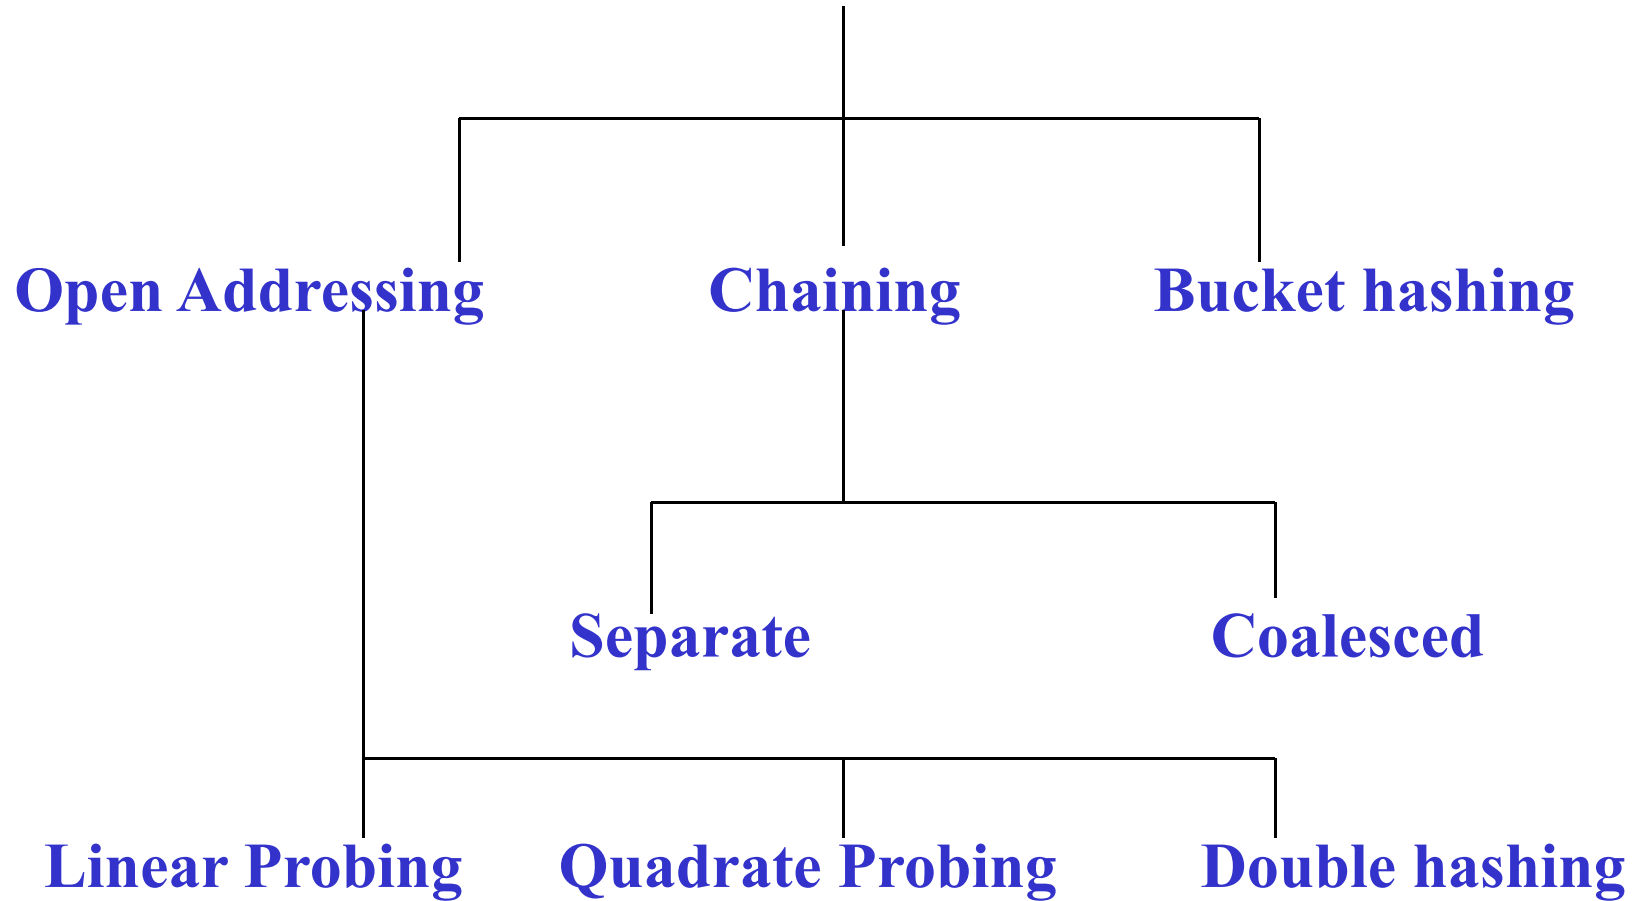 Open Addressing Chaining Bucket hashing
Separate Coalesced
Linear Probing Quadrate Probing Double hashing